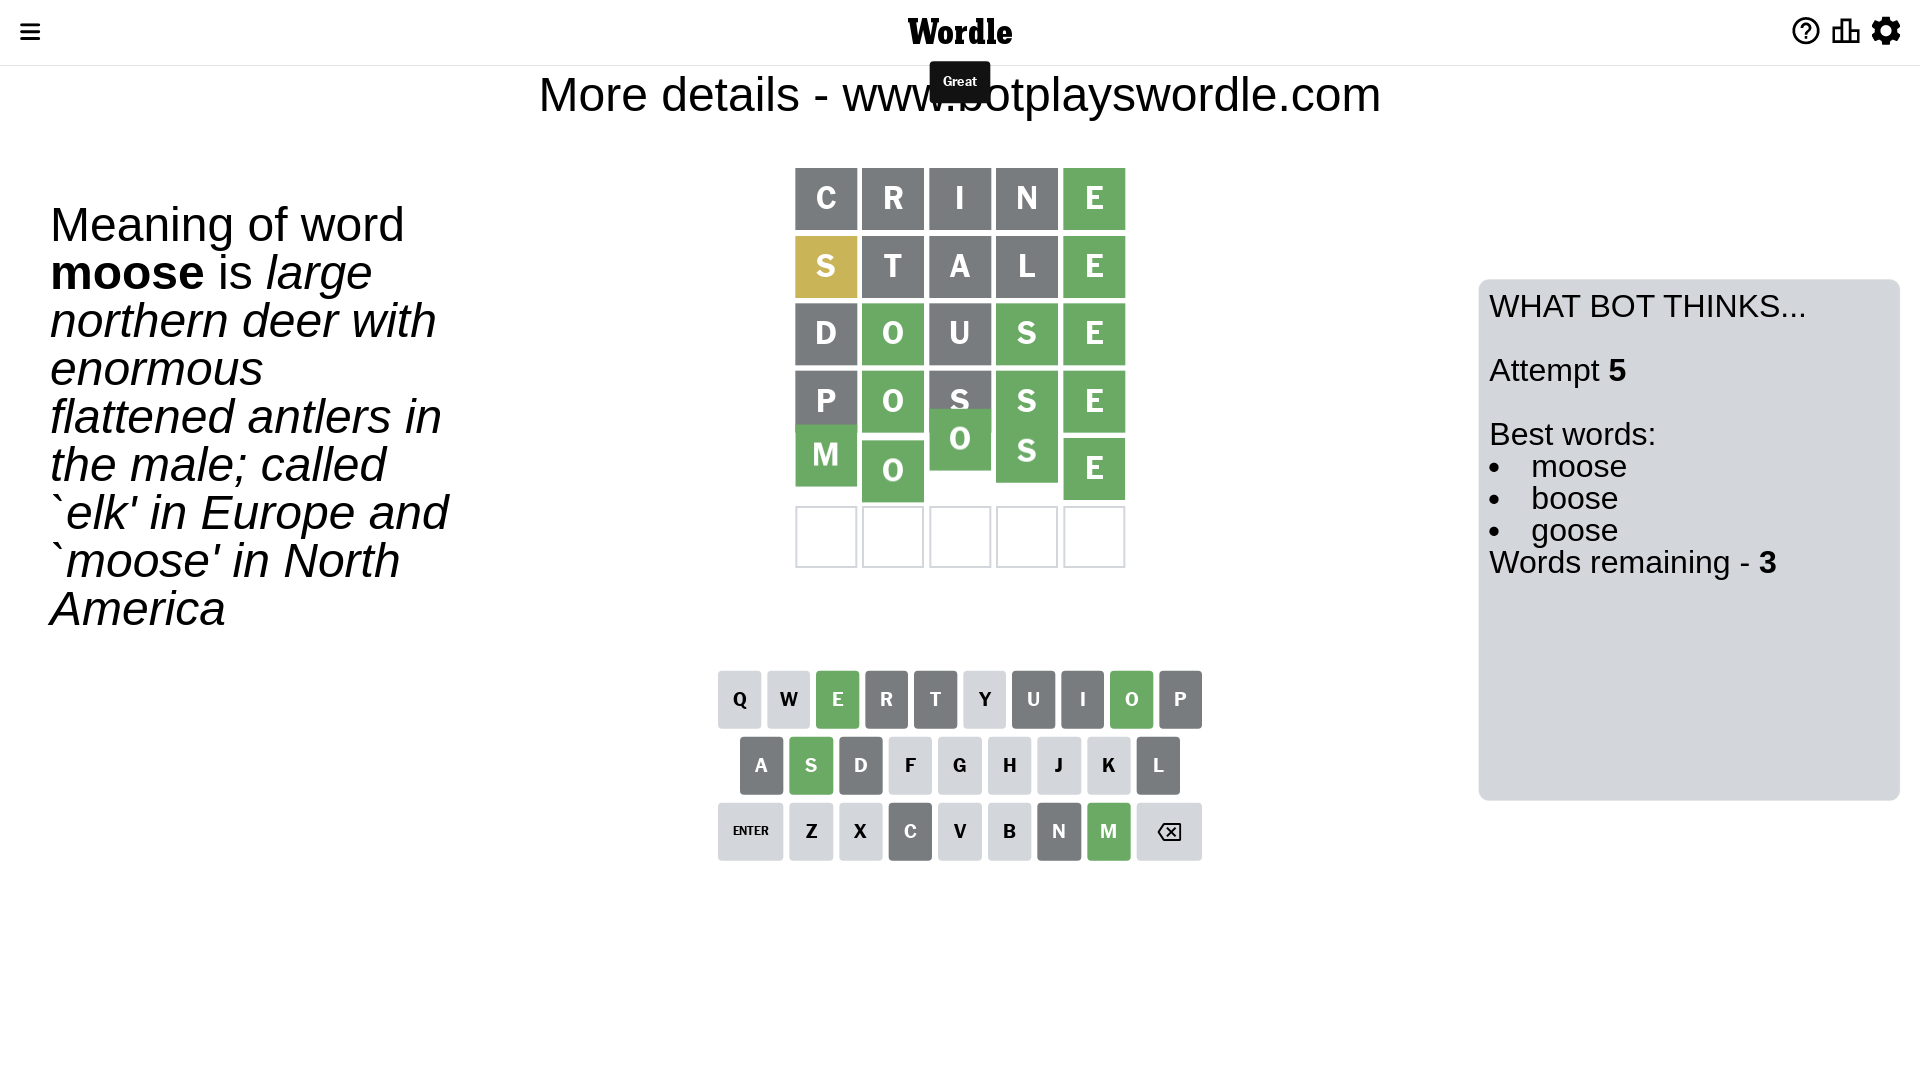 Wordle
Great
More details - www.botplayswordle.com
Meaning of word
moose is large
northern deer with
enormous
flattened antlers in
the male; called
`elk' in Europe and
`moose' in North
America
C R I N E
S T A L E
D O U S E
P O S S E
M O O S E
WHAT BOT THINKS...
Attempt 5
Best words:
• moose
• boose
• goose
Words remaining - 3
Q W E R T Y U I O P
A S D F G H J K L
ENTER Z X C V B N M